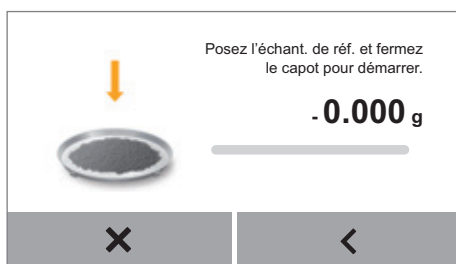 Posez l’échant. de réf. et fermez
le capot pour démarrer.
-0.000 g